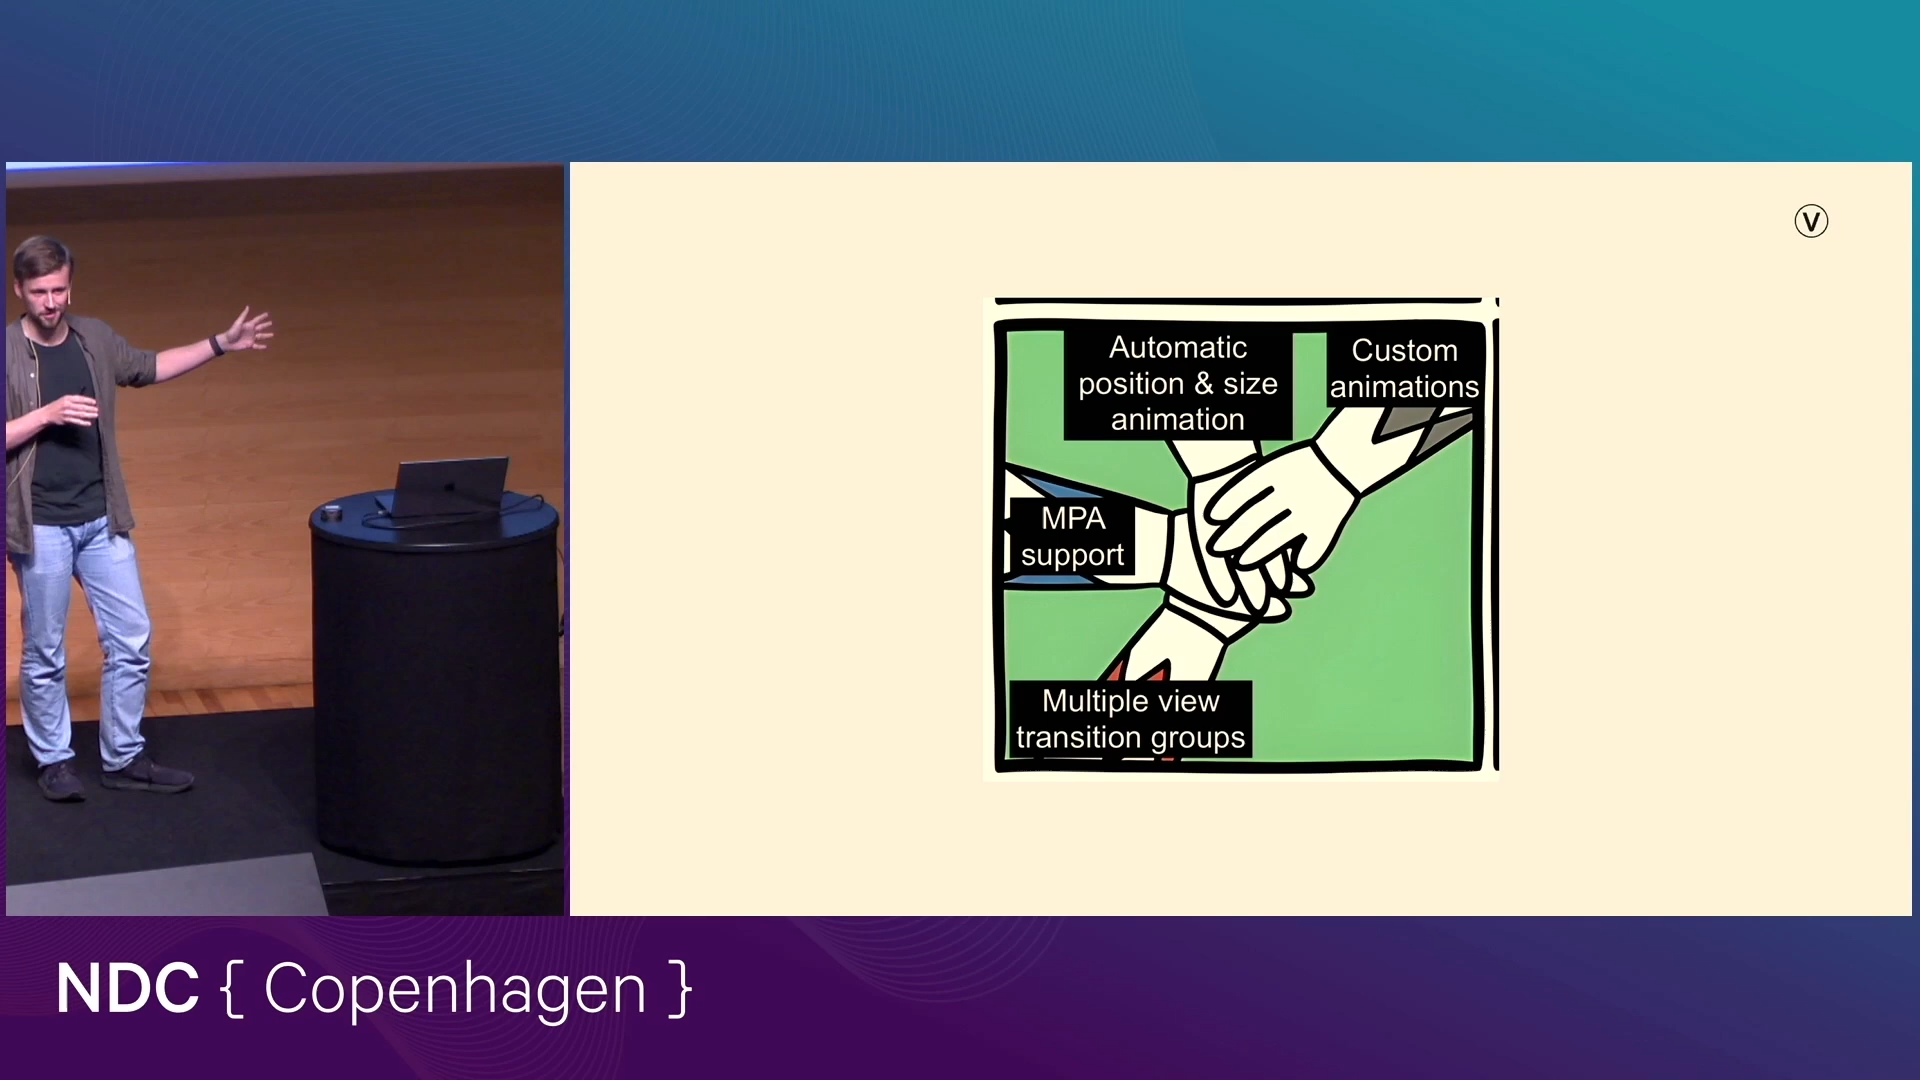 V
Automatic
position & size
animation
Custom
animations
MPA
support
Multiple view
transition groups
NDC { Copenhagen }